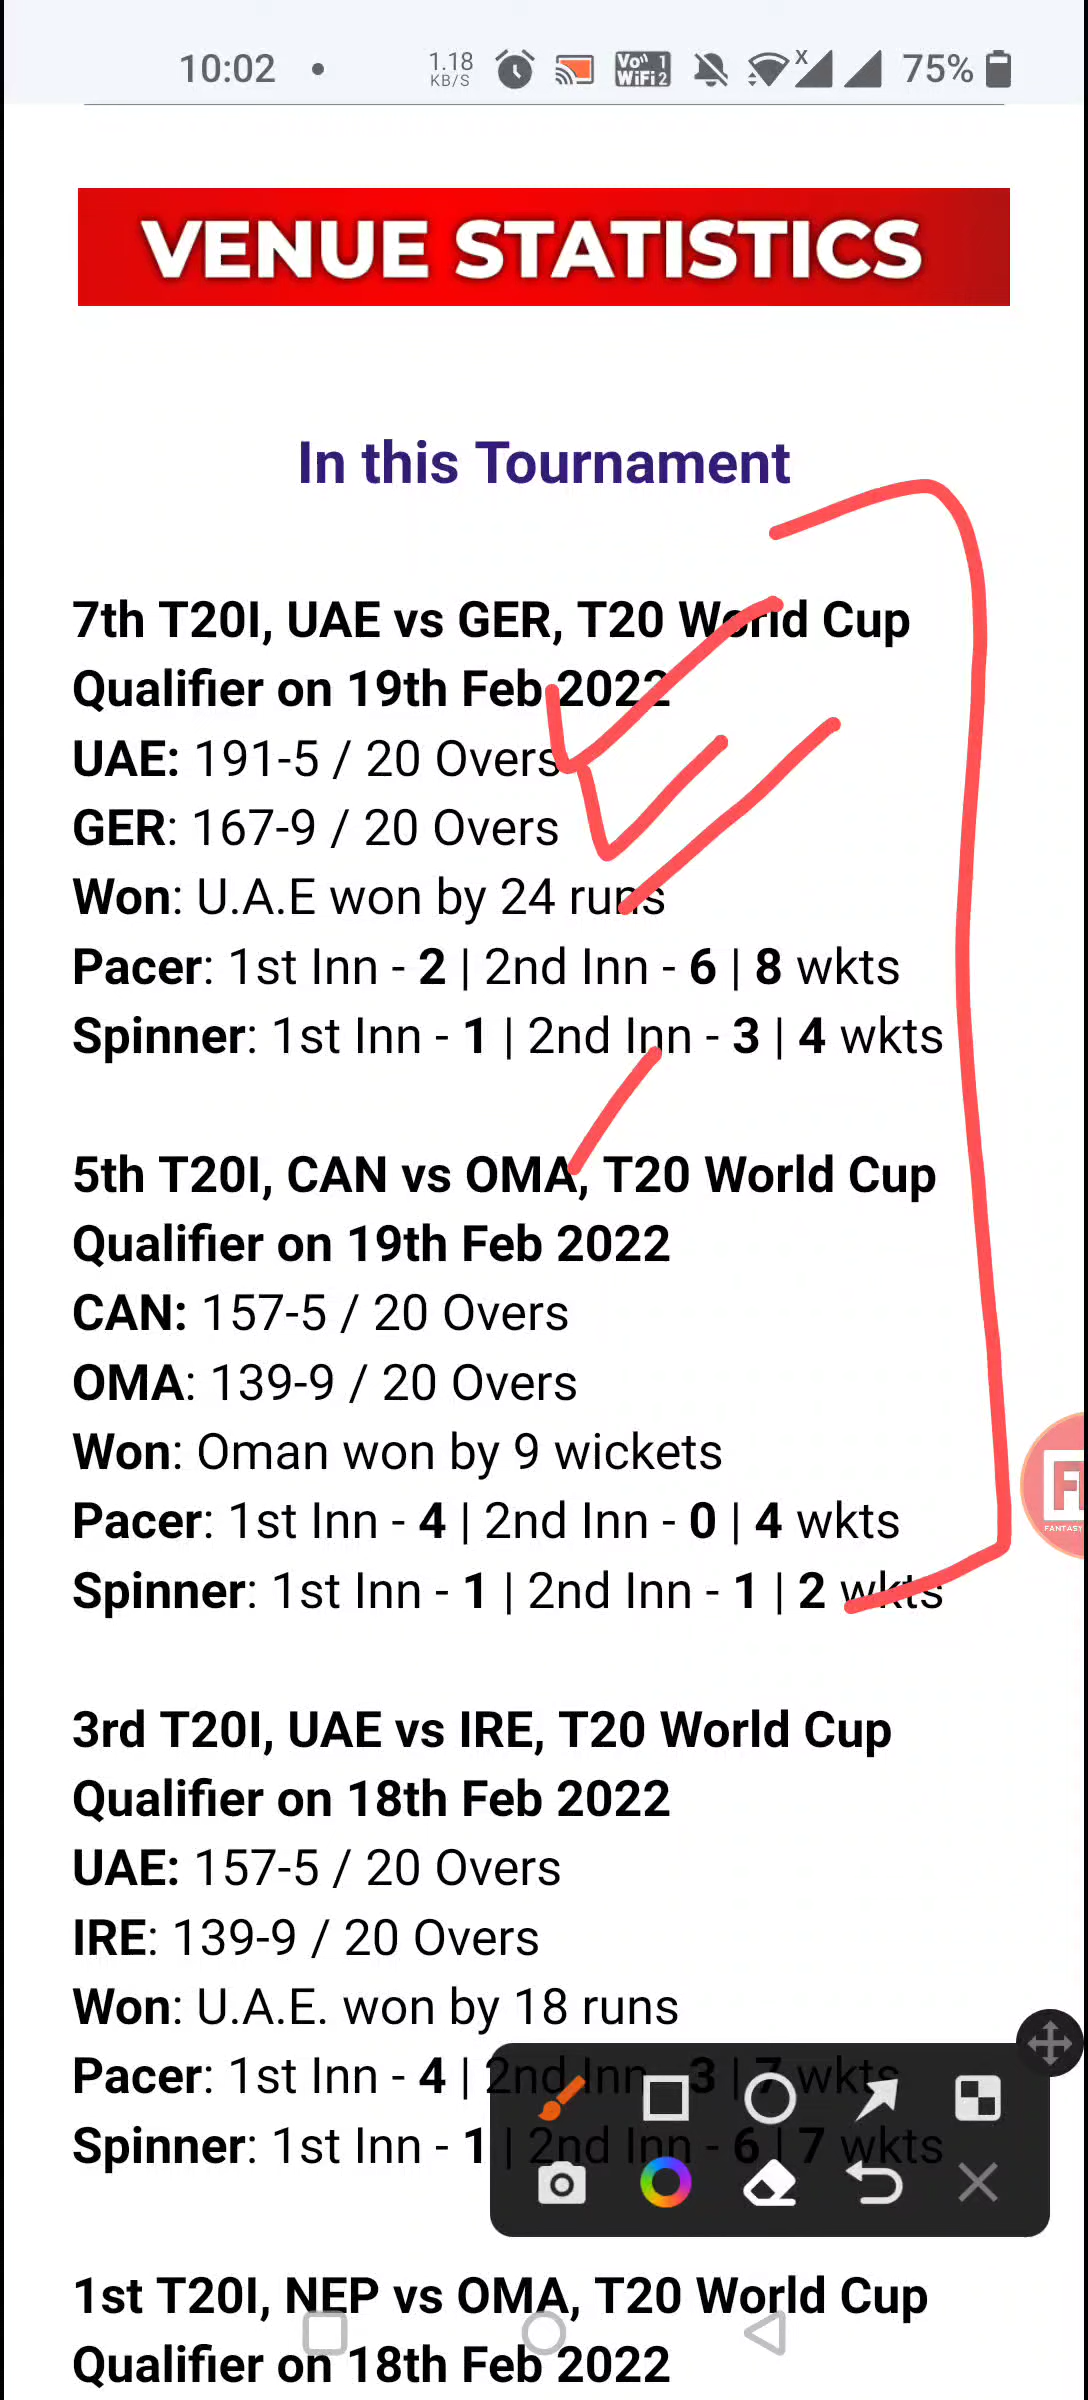 10:02
1.18 KB/S
Vo 1 WiFi 2
x
75%
VENUE STATISTICS
In this Tournament
7th T20I, UAE vs GER, T20 World Cup
Qualifier on 19th Feb 2022
UAE: 191-5 / 20 Overs
GER: 167-9 / 20 Overs
Won: U.A.E won by 24 runs
Pacer: 1st Inn - 2 | 2nd Inn - 6 | 8 wkts
Spinner: 1st Inn - 1 | 2nd Inn - 3 | 4 wkts
5th T20I, CAN vs OMA, T20 World Cup
Qualifier on 19th Feb 2022
CAN: 157-5 / 20 Overs
OMA: 139-9 / 20 Overs
Won: Oman won by 9 wickets
Pacer: 1st Inn - 4 | 2nd Inn - 0 | 4 wkts
FANTASY
Spinner: 1st Inn - 1 | 2nd Inn - 1 | 2 wkts
3rd T20I, UAE vs IRE, T20 World Cup
Qualifier on 18th Feb 2022
UAE: 157-5 / 20 Overs
IRE: 139-9 / 20 Overs
Won: U.A.E. won by 18 runs
Pacer: 1st Inn - 4 | 2nd Inn - 3 | 7 wkts
Spinner: 1st Inn - 1 | 2nd Inn - 6 | 7 wkts
1st T20I, NEP vs OMA, T20 World Cup
Qualifier on 18th Feb 2022